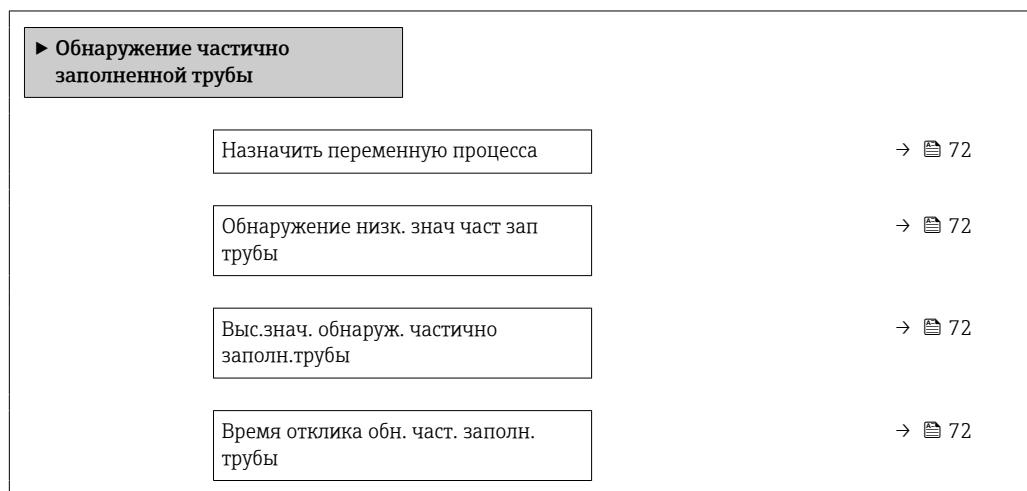 ▶ Обнаружение частично
заполненной трубы
Назначить переменную процесса → 72
Обнаружение низк. знач част зап → 72
трубы
Выс.знач. обнаруж. частично → 72
заполн.трубы
Время отклика обн. част. заполн. → 72
трубы